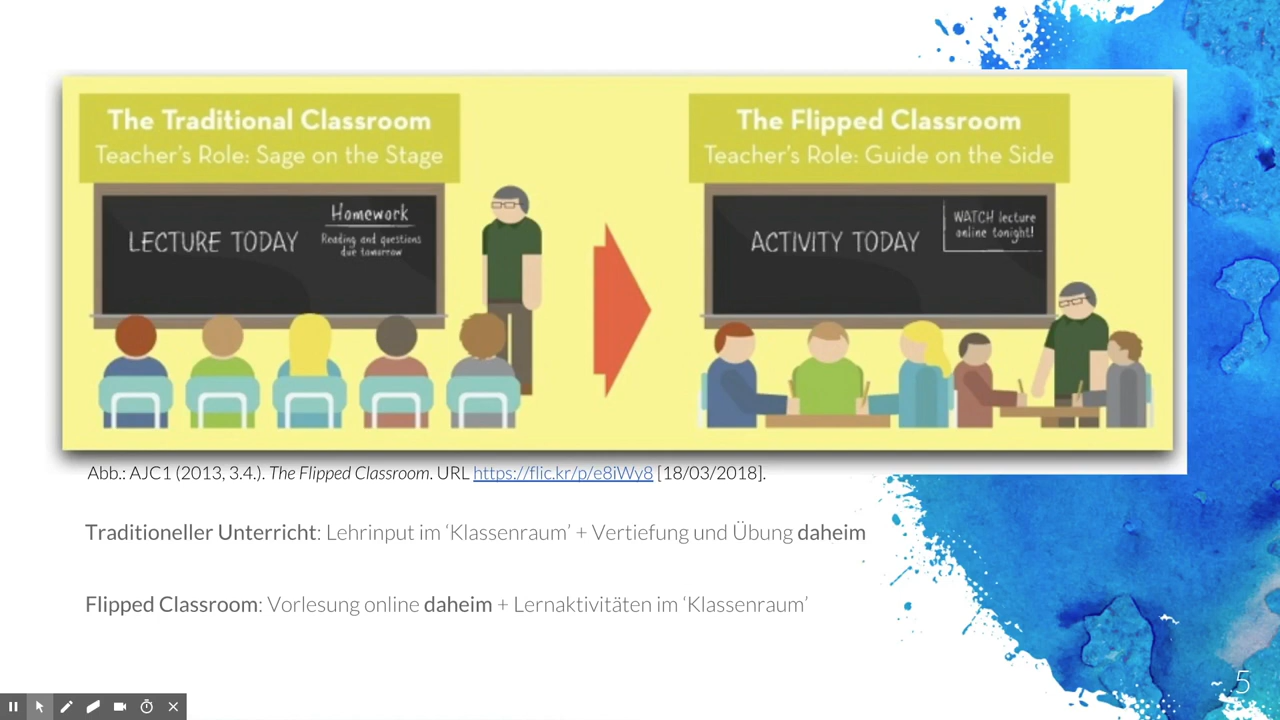 The Traditional Classroom
Teacher's Role: Sage on the Stage
LECTURE TODAY
Homework
Reading and questions
due tomorrow
The Flipped Classroom
Teacher's Role: Guide on the Side
ACTIVITY TODAY
WATCH lecture
online tonight!
Abb.: AJC1 (2013, 3.4.). The Flipped Classroom. URL https://flic.kr/p/e8iWy8 [18/03/2018].
Traditioneller Unterricht: Lehrinput im ‘Klassenraum’ + Vertiefung und Übung daheim
Flipped Classroom: Vorlesung online daheim + Lernaktivitäten im ‘Klassenraum’
5